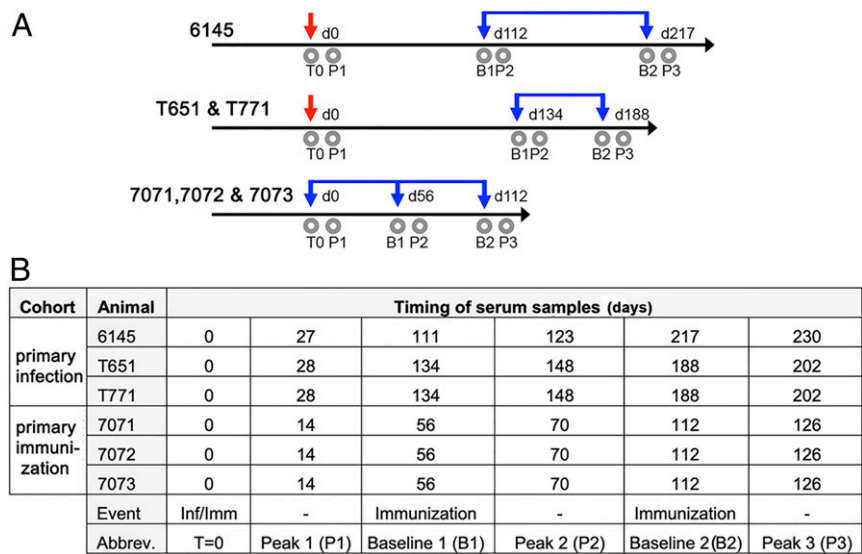 A
6145
d0 d112 d217
T0 P1 B1P2 B2 P3
T651 & T771
d0 d134 d188
T0 P1 B1P2 B2 P3
7071,7072 & 7073
d0 d56 d112
T0 P1 B1 P2 B2 P3
B
Cohort Animal Timing of serum samples (days)
primary infection
6145 0 27 111 123 217 230
T651 0 28 134 148 188 202
T771 0 28 134 148 188 202
primary immuni-
zation
7071 0 14 56 70 112 126
7072 0 14 56 70 112 126
7073 0 14 56 70 112 126
Event Inf/Imm - Immunization - Immunization -
Abbrev. T=0 Peak 1 (P1) Baseline 1 (B1) Peak 2 (P2) Baseline 2(B2) Peak 3 (P3)